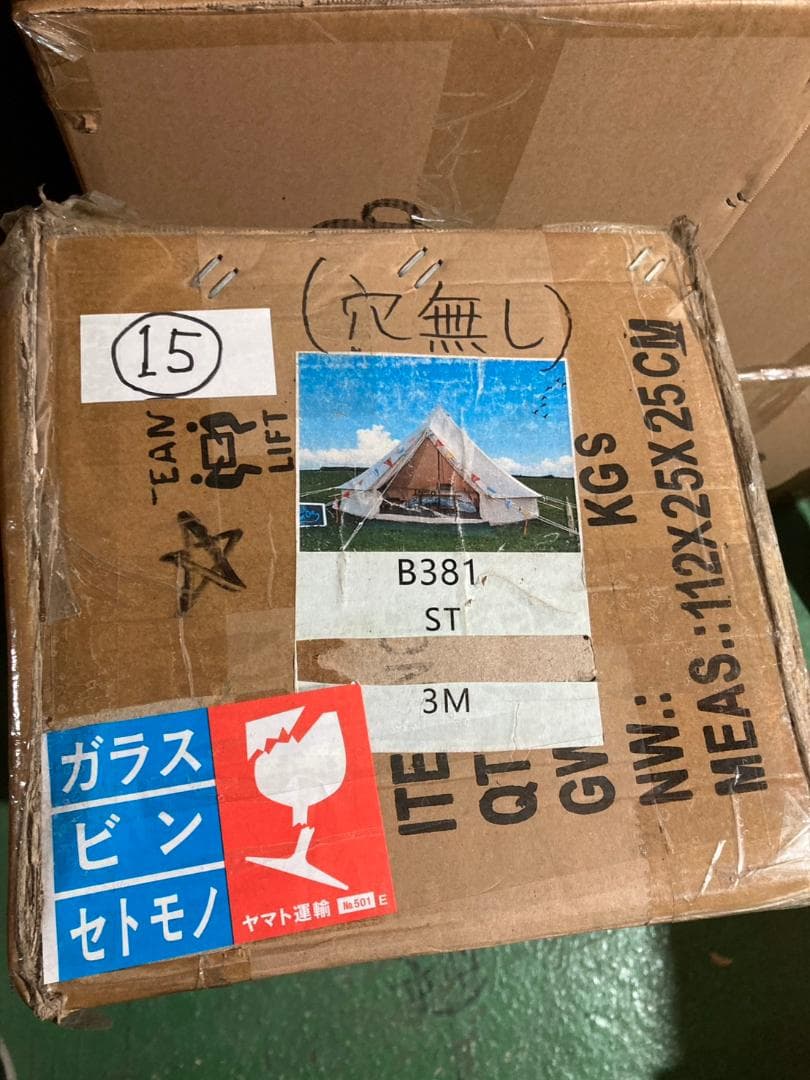 (穴無し)
15
TEAN
LIFT
B381
ST
3M
ガラス
ビン
セトモノ
ヤマト運輸 No.501 E
ITE
QT
GW
KGS
NW.:
MEAS.:112X25X25CM